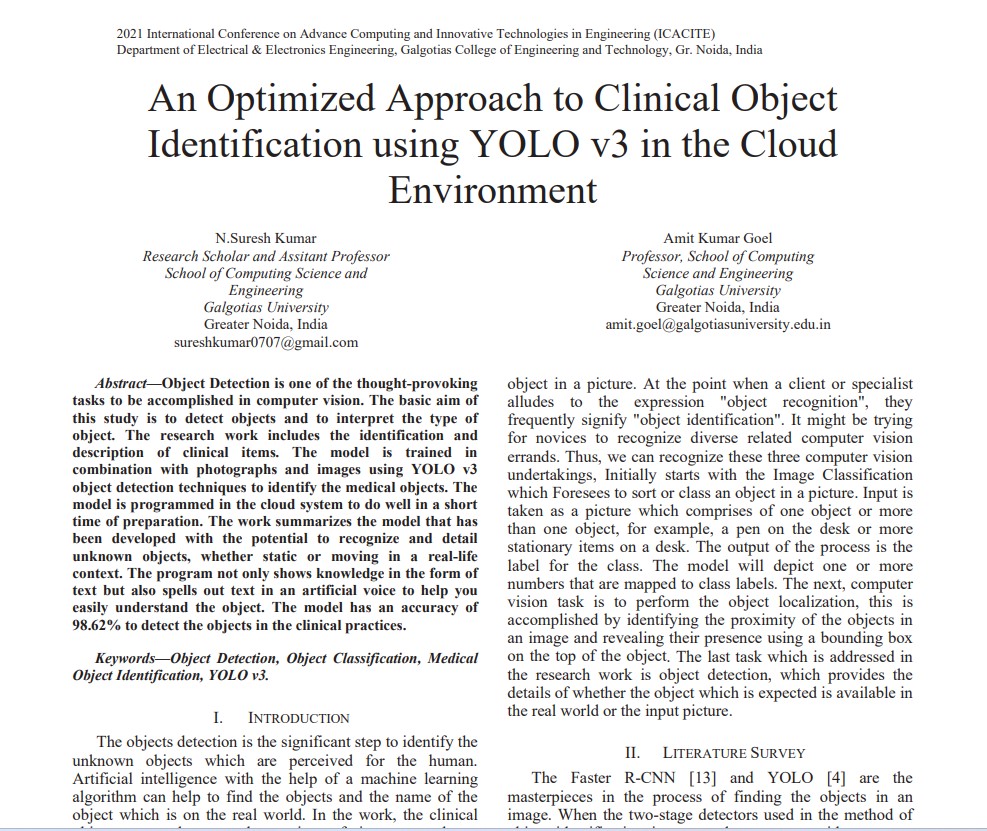 2021 International Conference on Advance Computing and Innovative Technologies in Engineering (ICACITE)
Department of Electrical & Electronics Engineering, Galgotias College of Engineering and Technology, Gr. Noida, India
An Optimized Approach to Clinical Object
Identification using YOLO v3 in the Cloud
Environment
N.Suresh Kumar
Research Scholar and Assitant Professor
School of Computing Science and
Engineering
Galgotias University
Greater Noida, India
sureshkumar0707@gmail.com
Amit Kumar Goel
Professor, School of Computing
Science and Engineering
Galgotias University
Greater Noida, India
amit.goel@galgotiasuniversity.edu.in
Abstract—Object Detection is one of the thought-provoking
tasks to be accomplished in computer vision. The basic aim of
this study is to detect objects and to interpret the type of
object. The research work includes the identification and
description of clinical items. The model is trained in
combination with photographs and images using YOLO v3
object detection techniques to identify the medical objects. The
model is programmed in the cloud system to do well in a short
time of preparation. The work summarizes the model that has
been developed with the potential to recognize and detail
unknown objects, whether static or moving in a real-life
context. The program not only shows knowledge in the form of
text but also spells out text in an artificial voice to help you
easily understand the object. The model has an accuracy of
98.62% to detect the objects in the clinical practices.
Keywords—Object Detection, Object Classification, Medical
Object Identification, YOLO v3.
I. INTRODUCTION
The objects detection is the significant step to identify the
unknown objects which are perceived for the human.
Artificial intelligence with the help of a machine learning
algorithm can help to find the objects and the name of the
object which is on the real world. In the work, the clinical
object in a picture. At the point when a client or specialist
alludes to the expression "object recognition", they
frequently signify "object identification". It might be trying
for novices to recognize diverse related computer vision
errands. Thus, we can recognize these three computer vision
undertakings, Initially starts with the Image Classification
which Foresees to sort or class an object in a picture. Input is
taken as a picture which comprises of one object or more
than one object, for example, a pen on the desk or more
stationary items on a desk. The output of the process is the
label for the class. The model will depict one or more
numbers that are mapped to class labels. The next, computer
vision task is to perform the object localization, this is
accomplished by identifying the proximity of the objects in
an image and revealing their presence using a bounding box
on the top of the object. The last task which is addressed in
the research work is object detection, which provides the
details of whether the object which is expected is available in
the real world or the input picture.
II. LITERATURE SURVEY
The Faster R-CNN [13] and YOLO [4] are the
masterpieces in the process of finding the objects in an
image. When the two-stage detectors used in the method of